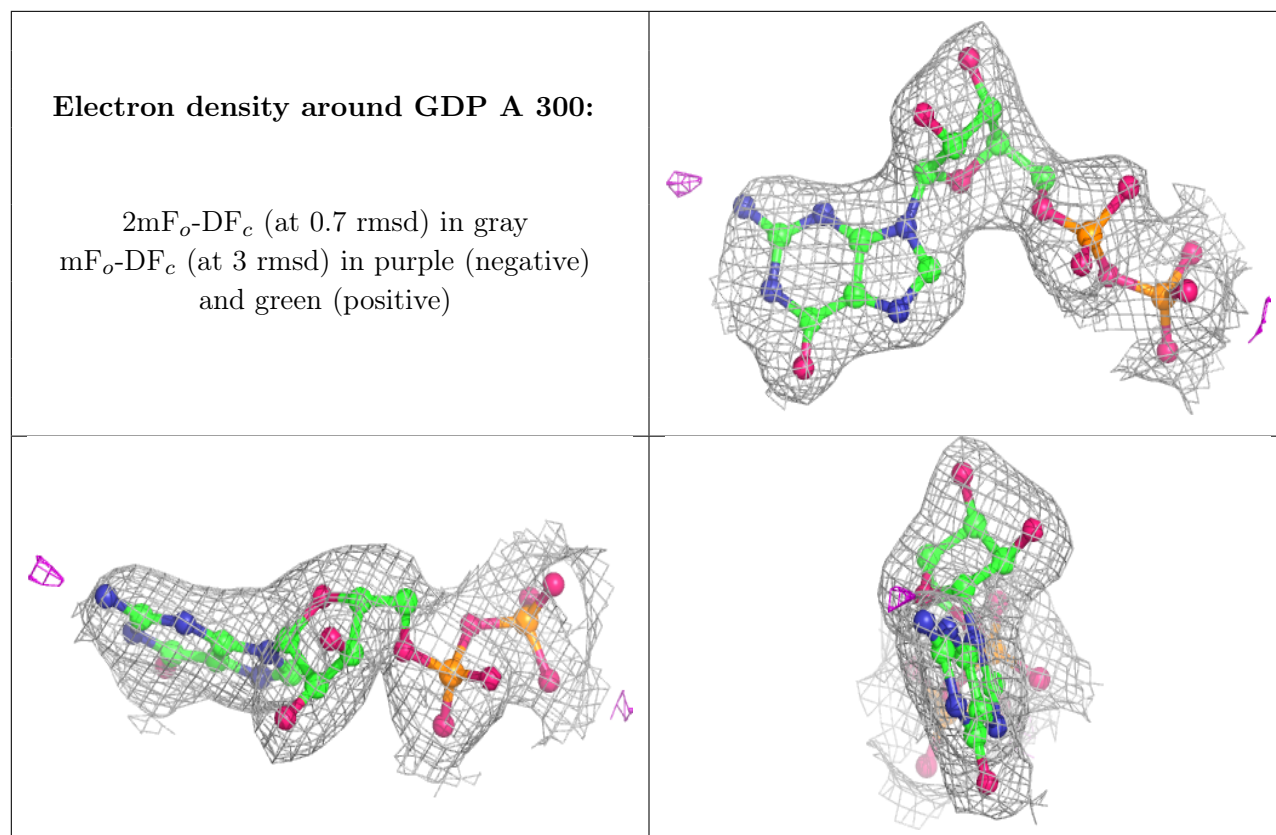 Electron density around GDP A 300:
2mFo-DFc (at 0.7 rmsd) in gray
mFo-DFc (at 3 rmsd) in purple (negative)
and green (positive)